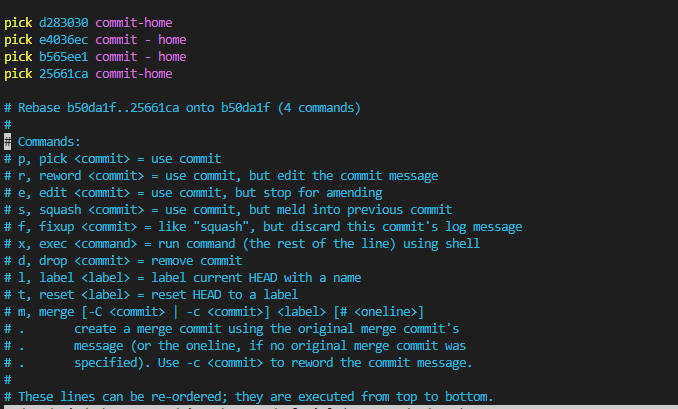 pick d283030 commit-home
pick e4036ec commit - home
pick b565ee1 commit - home
pick 25661ca commit-home
# Rebase b50da1f..25661ca onto b50da1f (4 commands)
#
# Commands:
# p, pick <commit> = use commit
# r, reword <commit> = use commit, but edit the commit message
# e, edit <commit> = use commit, but stop for amending
# s, squash <commit> = use commit, but meld into previous commit
# f, fixup <commit> = like "squash", but discard this commit's log message
# x, exec <command> = run command (the rest of the line) using shell
# d, drop <commit> = remove commit
# l, label <label> = label current HEAD with a name
# t, reset <label> = reset HEAD to a label
# m, merge [-C <commit> | -c <commit>] <label> [# <oneline>]
# .       create a merge commit using the original merge commit's
# .       message (or the oneline, if no original merge commit was
# .       specified). Use -c <commit> to reword the commit message.
#
# These lines can be re-ordered; they are executed from top to bottom.